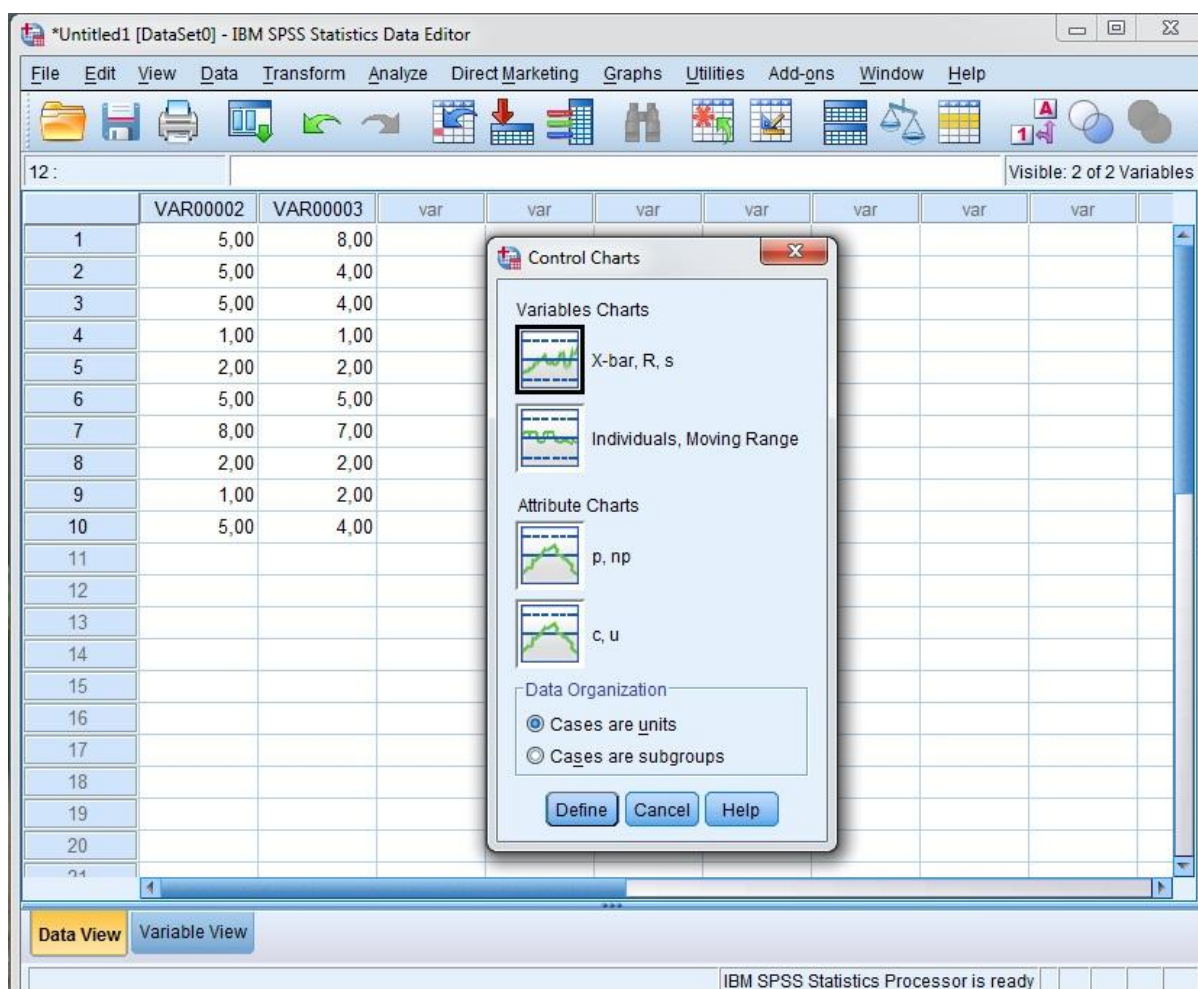 *Untitled1 [DataSet0] - IBM SPSS Statistics Data Editor
File Edit View Data Transform Analyze Direct Marketing Graphs Utilities Add-ons Window Help
A
1
12 :
Visible: 2 of 2 Variables
VAR00002 VAR00003 var var var var var var var
1 5,00 8,00
2 5,00 4,00
3 5,00 4,00
4 1,00 1,00
5 2,00 2,00
6 5,00 5,00
7 8,00 7,00
8 2,00 2,00
9 1,00 2,00
10 5,00 4,00
11
12
13
14
15
16
17
18
19
20
21
Control Charts
Variables Charts
X-bar, R, s
Individuals, Moving Range
Attribute Charts
p, np
c, u
Data Organization
Cases are units
Cases are subgroups
Define Cancel Help
Data View Variable View
IBM SPSS Statistics Processor is ready